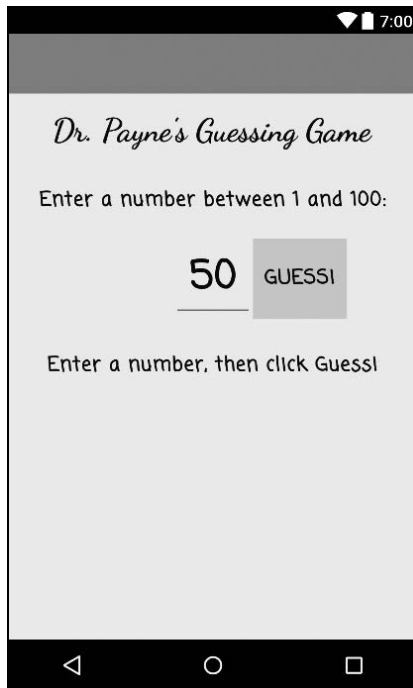 7:00
Dr. Payne's Guessing Game
Enter a number between 1 and 100:
50 GUESS!
Enter a number, then click Guess!